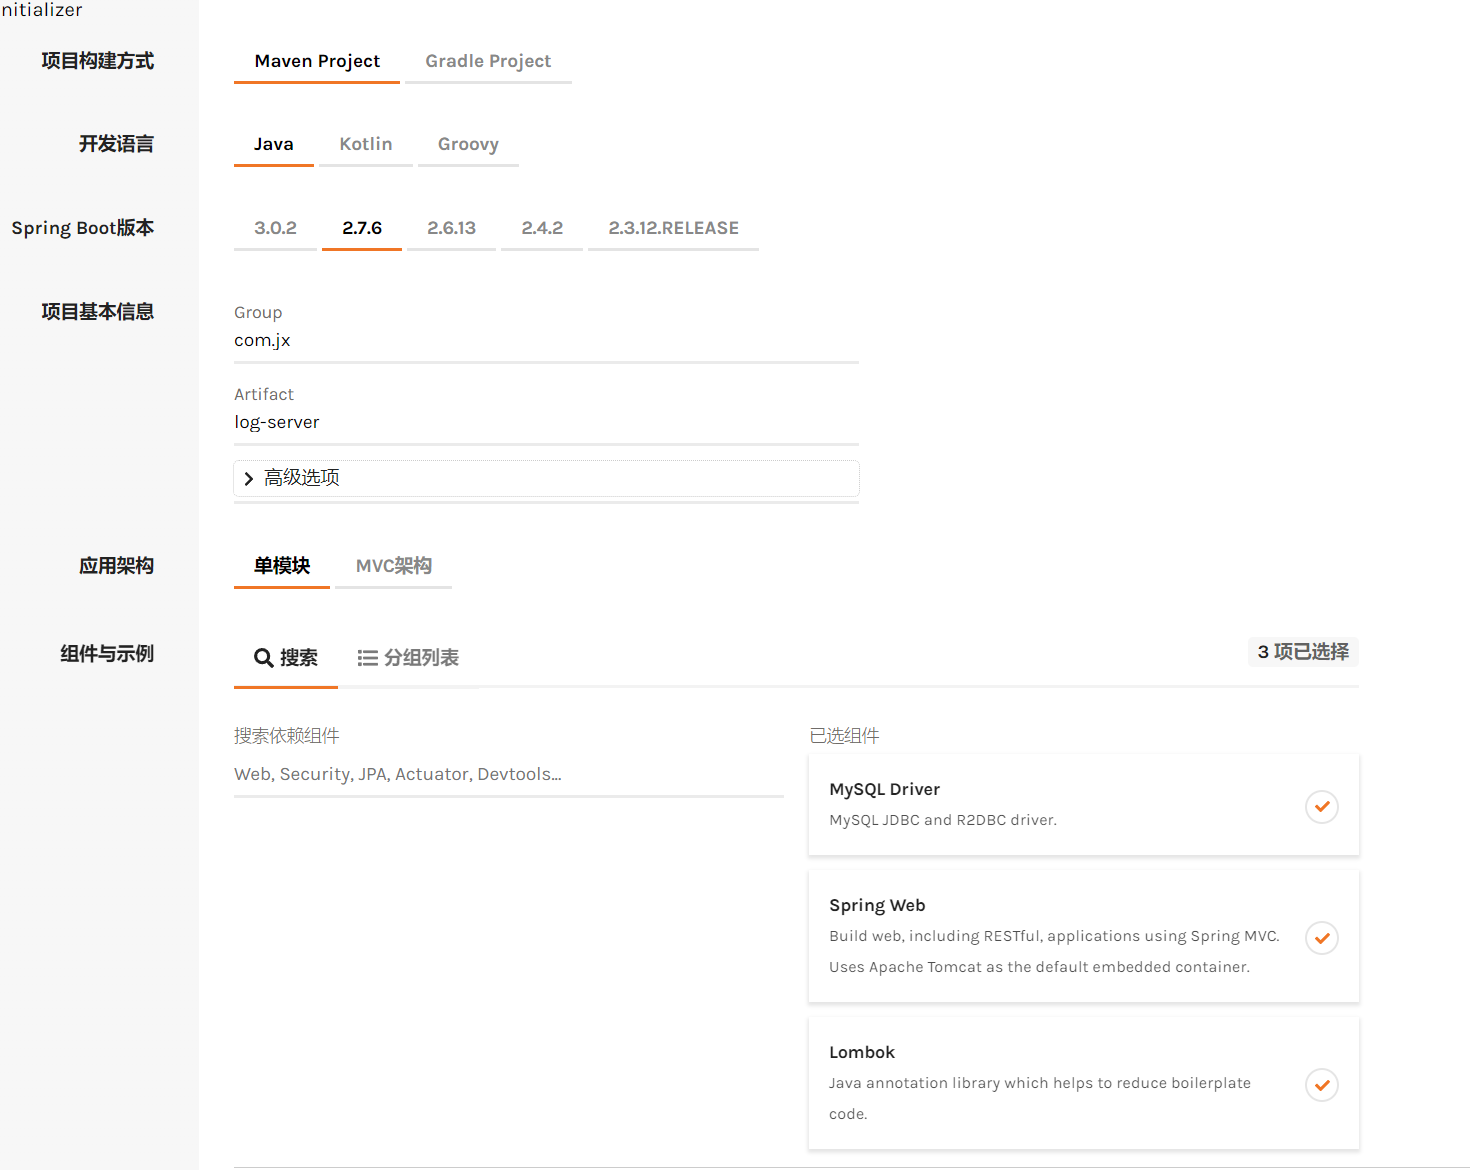 nitializer
项目构建方式
Maven Project
Gradle Project
开发语言
Java
Kotlin
Groovy
Spring Boot版本
3.0.2
2.7.6
2.6.13
2.4.2
2.3.12.RELEASE
项目基本信息
Group
com.jx
Artifact
log-server
高级选项
应用架构
单模块
MVC架构
组件与示例
搜索
分组列表
3 项已选择
搜索依赖组件
Web, Security, JPA, Actuator, Devtools...
已选组件
MySQL Driver
MySQL JDBC and R2DBC driver.
Spring Web
Build web, including RESTful, applications using Spring MVC.
Uses Apache Tomcat as the default embedded container.
Lombok
Java annotation library which helps to reduce boilerplate
code.